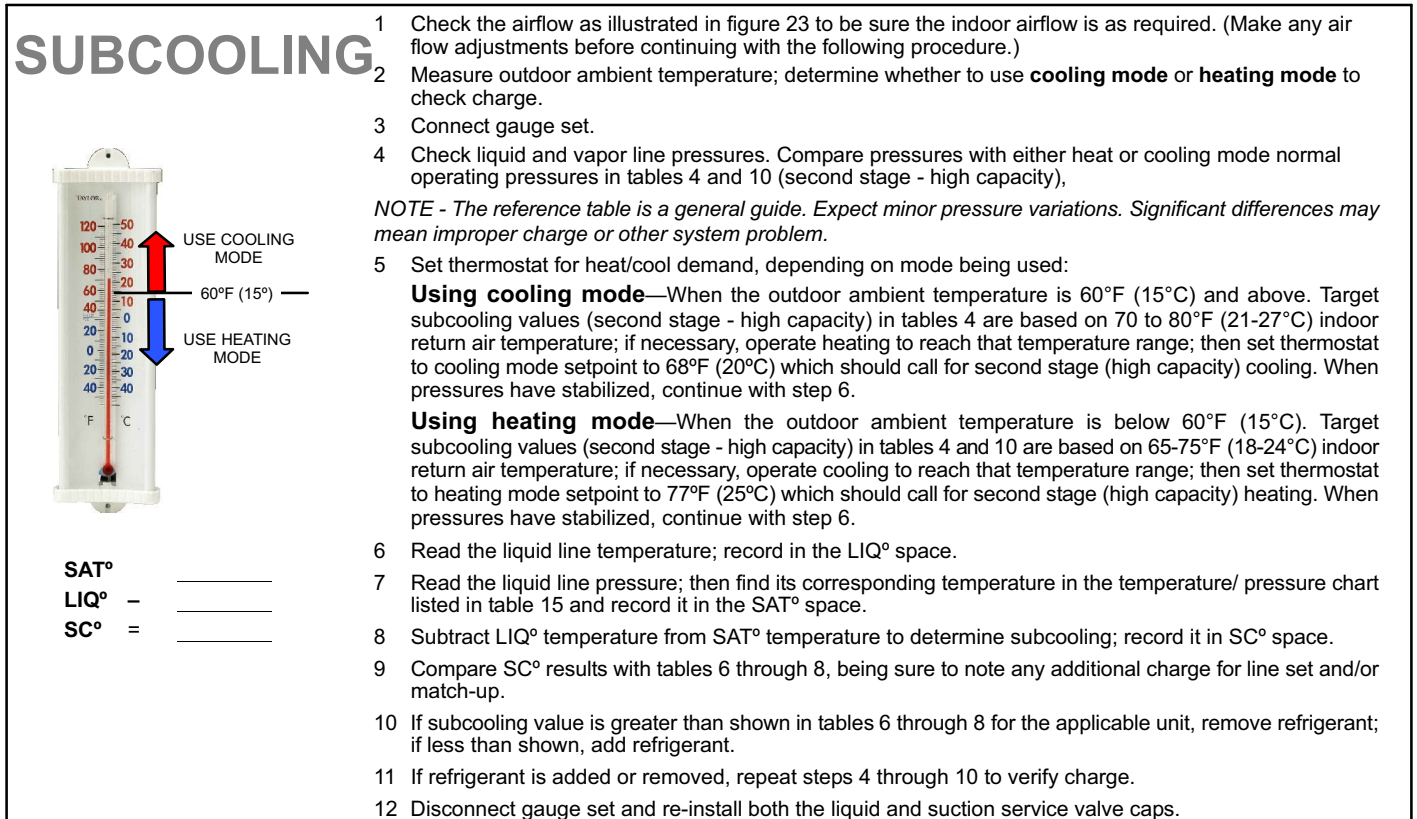 SUBCOOLING
1 Check the airflow as illustrated in figure 23 to be sure the indoor airflow is as required. (Make any air
flow adjustments before continuing with the following procedure.)
2 Measure outdoor ambient temperature; determine whether to use cooling mode or heating mode to
check charge.
3 Connect gauge set.
4 Check liquid and vapor line pressures. Compare pressures with either heat or cooling mode normal
operating pressures in tables 4 and 10 (second stage - high capacity),
NOTE - The reference table is a general guide. Expect minor pressure variations. Significant differences may
mean improper charge or other system problem.
5 Set thermostat for heat/cool demand, depending on mode being used:
Using cooling mode—When the outdoor ambient temperature is 60°F (15°C) and above. Target
subcooling values (second stage - high capacity) in tables 4 are based on 70 to 80°F (21-27°C) indoor
return air temperature; if necessary, operate heating to reach that temperature range; then set thermostat
to cooling mode setpoint to 68ºF (20ºC) which should call for second stage (high capacity) cooling. When
pressures have stabilized, continue with step 6.
Using heating mode—When the outdoor ambient temperature is below 60°F (15°C). Target
subcooling values (second stage - high capacity) in tables 4 and 10 are based on 65-75°F (18-24°C) indoor
return air temperature; if necessary, operate cooling to reach that temperature range; then set thermostat
to heating mode setpoint to 77ºF (25ºC) which should call for second stage (high capacity) heating. When
pressures have stabilized, continue with step 6.
6 Read the liquid line temperature; record in the LIQº space.
7 Read the liquid line pressure; then find its corresponding temperature in the temperature/ pressure chart
listed in table 15 and record it in the SATº space.
8 Subtract LIQº temperature from SATº temperature to determine subcooling; record it in SCº space.
9 Compare SCº results with tables 6 through 8, being sure to note any additional charge for line set and/or
match-up.
10 If subcooling value is greater than shown in tables 6 through 8 for the applicable unit, remove refrigerant;
if less than shown, add refrigerant.
11 If refrigerant is added or removed, repeat steps 4 through 10 to verify charge.
12 Disconnect gauge set and re-install both the liquid and suction service valve caps.
TAYLOR
120 50
100 40
80 30
20
60 10
40 0
20 10
0 20
20 30
40 40
°F °C
USE COOLING
MODE
60ºF (15º)
USE HEATING
MODE
SATº
LIQº –
SCº =